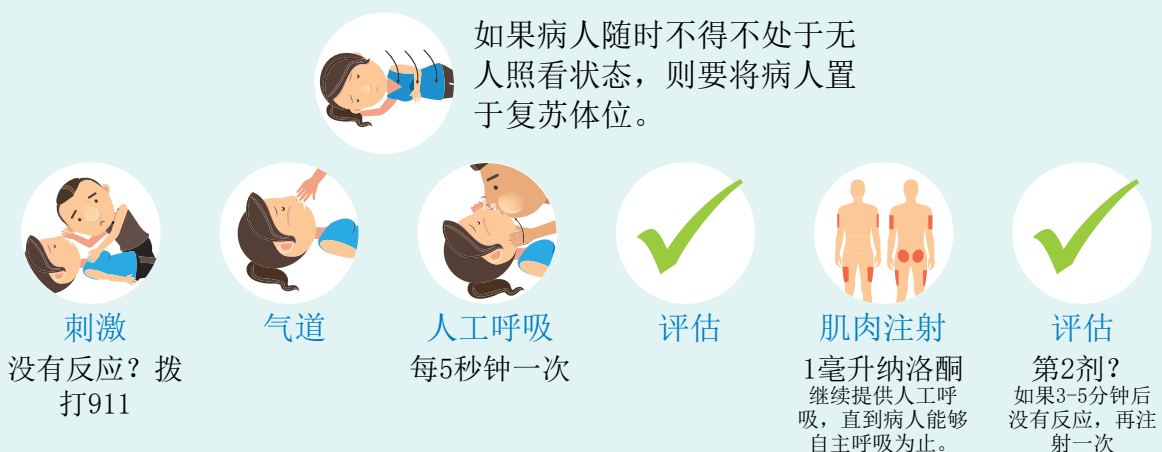 如果病人随时不得不处于无
人照看状态，则要将病人置
于复苏体位。
刺激
没有反应？拨
打911
气道
人工呼吸
每5秒钟一次
评估
肌肉注射
1毫升纳洛酮
继续提供人工呼
吸，直到病人能够
自主呼吸为止。
评估
第2剂？
如果3-5分钟后
没有反应，再注
射一次